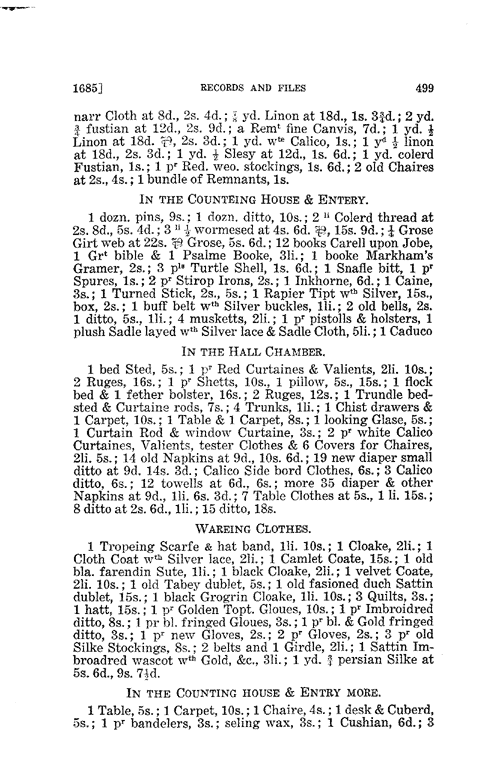 1685] RECORDS AND FILES 499
narr Cloth at 8d., 2s. 4d.; ⅞ yd. Linon at 18d., 1s. 3¾d.; 2 yd.
¾ fustian at 12d., 2s. 9d.; a Remᵗ fine Canvis, 7d.; 1 yd. ½
Linon at 18d. ⅌, 2s. 3d.; 1 yd. wᵗᵉ Calico, 1s.; 1 yᵈ ½ linon
at 18d., 2s. 3d.; 1 yd. ½ Slesy at 12d., 1s. 6d.; 1 yd. colerd
Fustian, 1s.; 1 pʳ Red. weo. stockings, 1s. 6d.; 2 old Chaires
at 2s., 4s.; 1 bundle of Remnants, 1s.
IN THE COUNTEING HOUSE & ENTERY.
1 dozn. pins, 9s.; 1 dozn. ditto, 10s.; 2 ˡⁱ Colerd thread at
2s. 8d., 5s. 4d.; 3 ˡⁱ ½ wormesed at 4s. 6d. ⅌, 15s. 9d.; ¼ Grose
Girt web at 22s. ⅌ Grose, 5s. 6d.; 12 books Carell upon Jobe,
1 Grᵗ bible & 1 Psalme Booke, 3li.; 1 booke Markham's
Gramer, 2s.; 3 pˡˢ Turtle Shell, 1s. 6d.; 1 Snafle bitt, 1 pʳ
Spures, 1s.; 2 pʳ Stirop Irons, 2s.; 1 Inkhorne, 6d.; 1 Caine,
3s.; 1 Turned Stick, 2s., 5s.; 1 Rapier Tipt wᵗʰ Silver, 15s.,
box, 2s.; 1 buff belt wᵗʰ Silver buckles, 1li.; 2 old bells, 2s.
1 ditto, 5s., 1li.; 4 musketts, 2li.; 1 pʳ pistolls & holsters, 1
plush Sadle layed wᵗʰ Silver lace & Sadle Cloth, 5li.; 1 Caduco
IN THE HALL CHAMBER.
1 bed Sted, 5s.; 1 pʳ Red Curtaines & Valients, 2li. 10s.;
2 Ruges, 16s.; 1 pʳ Shetts, 10s., 1 pillow, 5s., 15s.; 1 flock
bed & 1 fether bolster, 16s.; 2 Ruges, 12s.; 1 Trundle bed-
sted & Curtaine rods, 7s.; 4 Trunks, 1li.; 1 Chist drawers &
1 Carpet, 10s.; 1 Table & 1 Carpet, 8s.; 1 looking Glase, 5s.;
1 Curtain Rod & window Curtaine, 3s.; 2 pʳ white Calico
Curtaines, Valients, tester Clothes & 6 Covers for Chaires,
2li. 5s.; 14 old Napkins at 9d., 10s. 6d.; 19 new diaper small
ditto at 9d. 14s. 3d.; Calico Side bord Clothes, 6s.; 3 Calico
ditto, 6s.; 12 towells at 6d., 6s.; more 35 diaper & other
Napkins at 9d., 1li. 6s. 3d.; 7 Table Clothes at 5s., 1 li. 15s.;
8 ditto at 2s. 6d., 1li.; 15 ditto, 18s.
WAREING CLOTHES.
1 Tropeing Scarfe & hat band, 1li. 10s.; 1 Cloake, 2li.; 1
Cloth Coat wᵗʰ Silver lace, 2li.; 1 Camlet Coate, 15s.; 1 old
bla. farendin Sute, 1li.; 1 black Cloake, 2li.; 1 velvet Coate,
2li. 10s.; 1 old Tabey dublet, 5s.; 1 old fasioned duch Sattin
dublet, 15s.; 1 black Grogrin Cloake, 1li. 10s.; 3 Quilts, 3s.;
1 hatt, 15s.; 1 pʳ Golden Topt. Gloues, 10s.; 1 pʳ Imbroidred
ditto, 8s.; 1 pr bl. fringed Gloues, 3s.; 1 pʳ bl. & Gold fringed
ditto, 3s.; 1 pʳ new Gloves, 2s.; 2 pʳ Gloves, 2s.; 3 pʳ old
Silke Stockings, 8s.; 2 belts and 1 Girdle, 2li.; 1 Sattin Im-
broadred wascot wᵗʰ Gold, &c., 3li.; 1 yd. ¾ persian Silke at
5s. 6d., 9s. 7½d.
IN THE COUNTING HOUSE & ENTRY MORE.
1 Table, 5s.; 1 Carpet, 10s.; 1 Chaire, 4s.; 1 desk & Cuberd,
5s.; 1 pʳ bandelers, 3s.; seling wax, 3s.; 1 Cushian, 6d.; 3